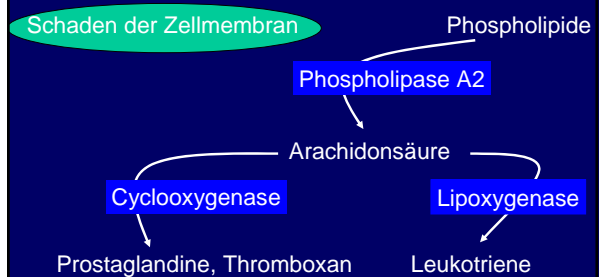 Schaden der Zellmembran
Phospholipide
Phospholipase A2
Arachidonsäure
Cyclooxygenase
Lipoxygenase
Prostaglandine, Thromboxan
Leukotriene